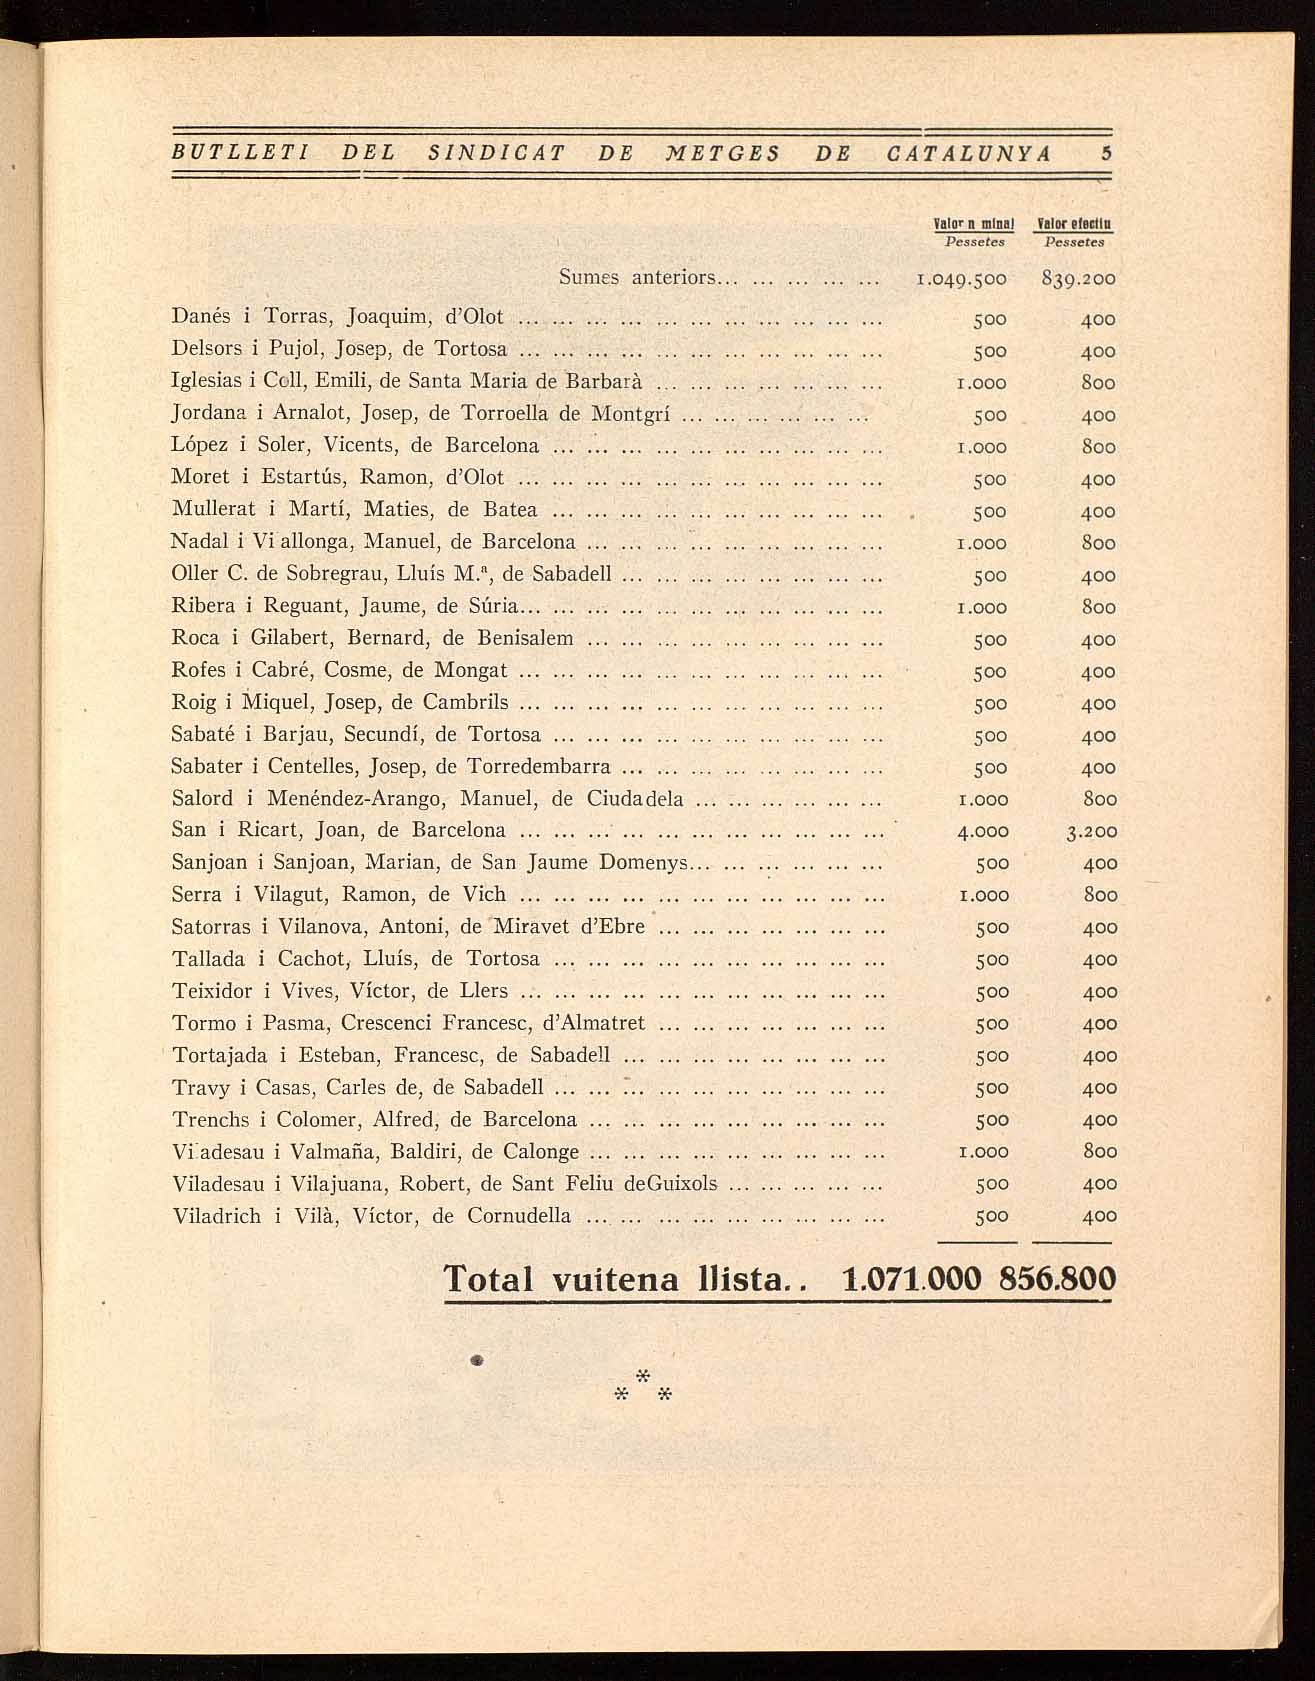 BUTLLETI DEL SINDICAT DE METGES DE CATALUNYA 5
Valor n minal Valor efectiu
Pessetes Pessetes
Sumes anteriors... ... ... ... ... 1.049.500 839.200
Danés i Torras, Joaquim, d'Olot ... ... ... ... ... ... ... ... ... ... ... 500 400
Delsors i Pujol, Josep, de Tortosa ... ... ... ... ... ... ... ... ... ... ... 500 400
Iglesias i Coll, Emili, de Santa Maria de Barbarà ... ... ... ... ... ... ... 1.000 800
Jordana i Arnalot, Josep, de Torroella de Montgrí ... ... ... ... ... ... 500 400
López i Soler, Vicents, de Barcelona ... ... ... ... ... ... ... ... ... ... 1.000 800
Moret i Estartús, Ramon, d'Olot ... ... ... ... ... ... ... ... ... ... ... 500 400
Mullerat i Martí, Maties, de Batea ... ... ... ... ... ... ... ... ... ... 500 400
Nadal i Vi allonga, Manuel, de Barcelona ... ... ... ... ... ... ... ... ... 1.000 800
Oller C. de Sobregrau, Lluís M.ª, de Sabadell ... ... ... ... ... ... ... ... 500 400
Ribera i Reguant, Jaume, de Súria... ... ... ... ... ... ... ... ... ... ... 1.000 800
Roca i Gilabert, Bernard, de Benisalem ... ... ... ... ... ... ... ... ... 500 400
Rofes i Cabré, Cosme, de Mongat ... ... ... ... ... ... ... ... ... ... ... 500 400
Roig i Miquel, Josep, de Cambrils ... ... ... ... ... ... ... ... ... ... ... 500 400
Sabaté i Barjau, Secundí, de Tortosa ... ... ... ... ... ... ... ... ... ... 500 400
Sabater i Centelles, Josep, de Torredembarra ... ... ... ... ... ... ... ... 500 400
Salord i Menéndez-Arango, Manuel, de Ciudadela ... ... ... ... ... ... 1.000 800
San i Ricart, Joan, de Barcelona ... ... ... ... ... ... ... ... ... ... ... 4.000 3.200
Sanjoan i Sanjoan, Marian, de San Jaume Domenys... ... ... ... ... ... 500 400
Serra i Vilagut, Ramon, de Vich ... ... ... ... ... ... ... ... ... ... ... 1.000 800
Satorras i Vilanova, Antoni, de Miravet d'Ebre ... ... ... ... ... ... ... 500 400
Tallada i Cachot, Lluís, de Tortosa ... ... ... ... ... ... ... ... ... ... 500 400
Teixidor i Vives, Víctor, de Llers ... ... ... ... ... ... ... ... ... ... ... 500 400
Tormo i Pasma, Crescenci Francesc, d'Almatret ... ... ... ... ... ... ... 500 400
Tortajada i Esteban, Francesc, de Sabadell ... ... ... ... ... ... ... ... 500 400
Travy i Casas, Carles de, de Sabadell ... ... ... ... ... ... ... ... ... ... 500 400
Trenchs i Colomer, Alfred, de Barcelona ... ... ... ... ... ... ... ... ... 500 400
Vi adesau i Valmaña, Baldiri, de Calonge ... ... ... ... ... ... ... ... ... 1.000 800
Viladesau i Vilajuana, Robert, de Sant Feliu deGuixols ... ... ... ... ... 500 400
Viladrich i Vilà, Víctor, de Cornudella ... ... ... ... ... ... ... ... ... 500 400
Total vuitena llista.. 1.071.000 856.800
*
* *